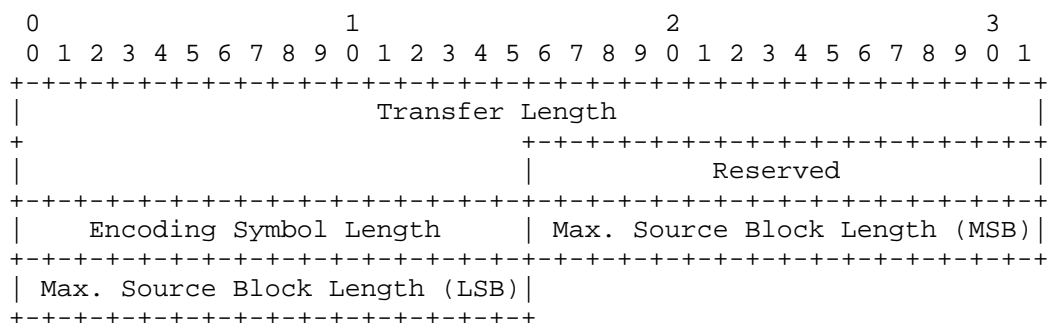 0                   1                   2                   3
0 1 2 3 4 5 6 7 8 9 0 1 2 3 4 5 6 7 8 9 0 1 2 3 4 5 6 7 8 9 0 1
+-+-+-+-+-+-+-+-+-+-+-+-+-+-+-+-+-+-+-+-+-+-+-+-+-+-+-+-+-+-+-+-+
|                      Transfer Length                          |
+                               +-+-+-+-+-+-+-+-+-+-+-+-+-+-+-+-+
|                               |           Reserved            |
+-+-+-+-+-+-+-+-+-+-+-+-+-+-+-+-+-+-+-+-+-+-+-+-+-+-+-+-+-+-+-+-+
|    Encoding Symbol Length     | Max. Source Block Length (MSB)|
+-+-+-+-+-+-+-+-+-+-+-+-+-+-+-+-+-+-+-+-+-+-+-+-+-+-+-+-+-+-+-+-+
| Max. Source Block Length (LSB)|
+-+-+-+-+-+-+-+-+-+-+-+-+-+-+-+-+